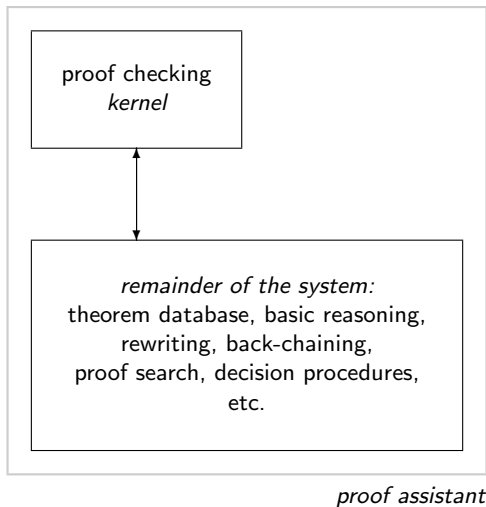 proof checking
kernel
remainder of the system:
theorem database, basic reasoning,
rewriting, back-chaining,
proof search, decision procedures,
etc.
proof assistant